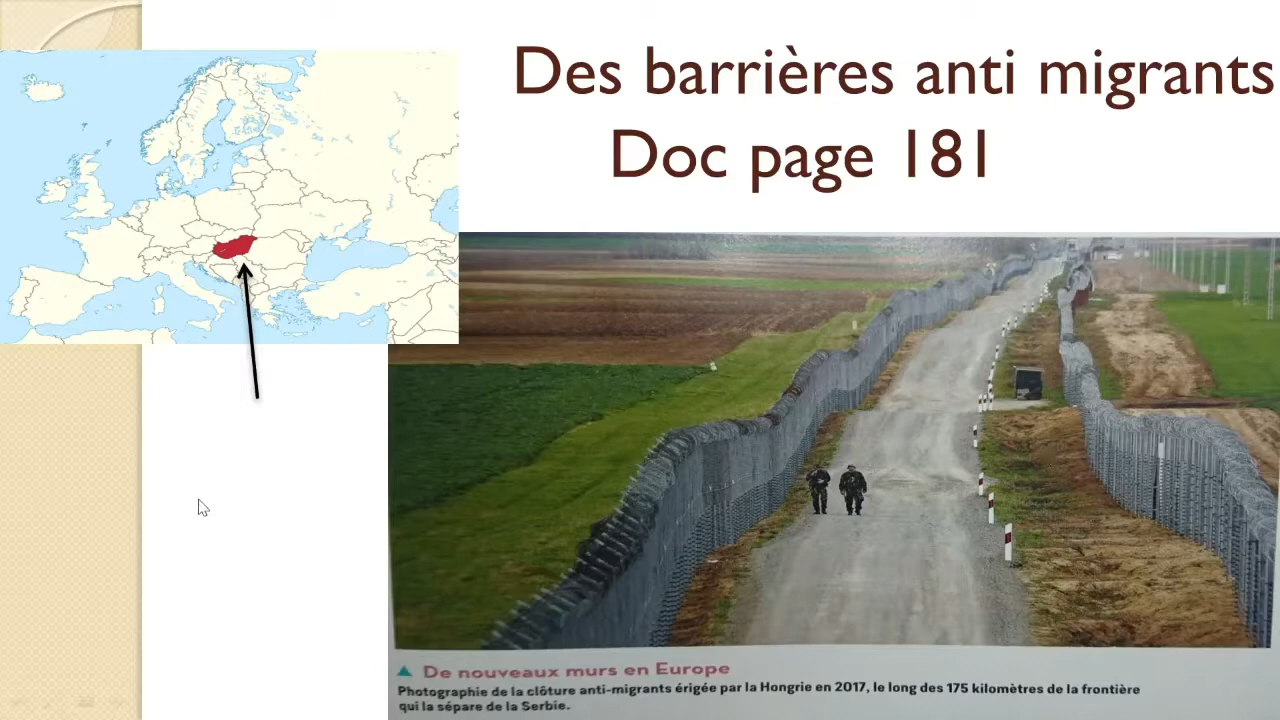 Des barrières anti migrants
Doc page 181
▲ De nouveaux murs en Europe
Photographie de la clôture anti-migrants érigée par la Hongrie en 2017, le long des 175 kilomètres de la frontière
qui la sépare de la Serbie.